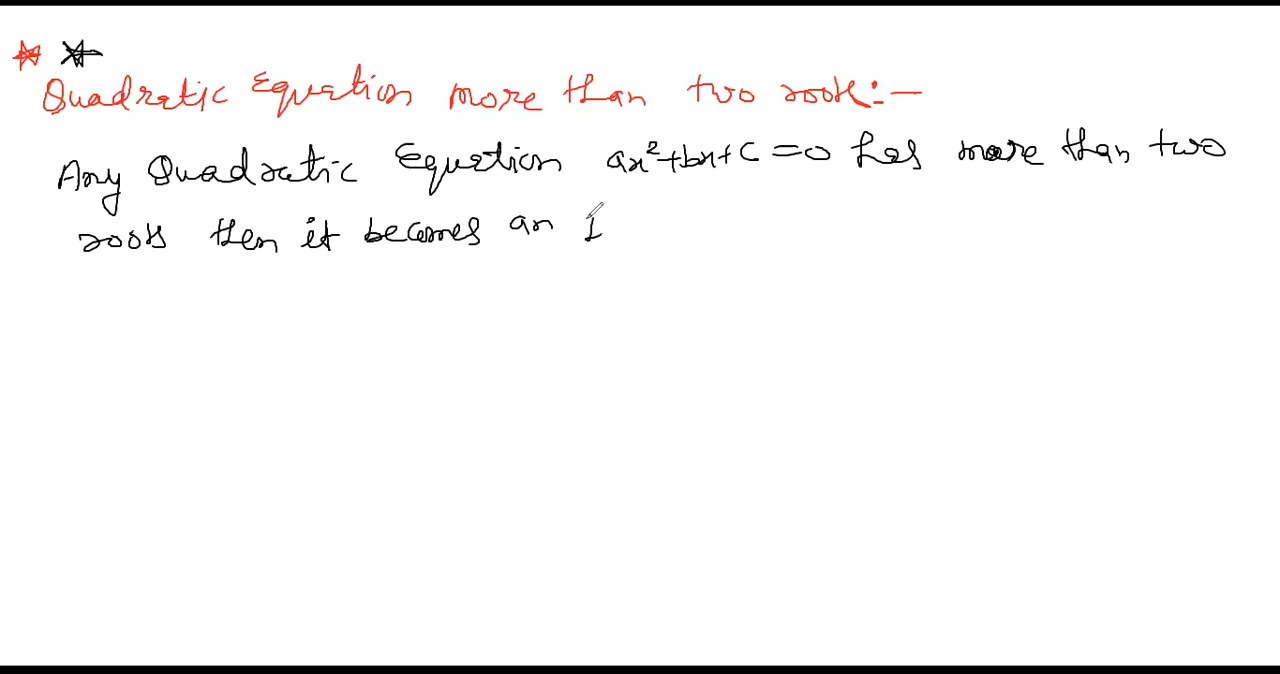 Quadratic Equation more than two roots:-
Any Quadratic Equation ax²+bx+c=0 has more than two
roots then it becomes an I